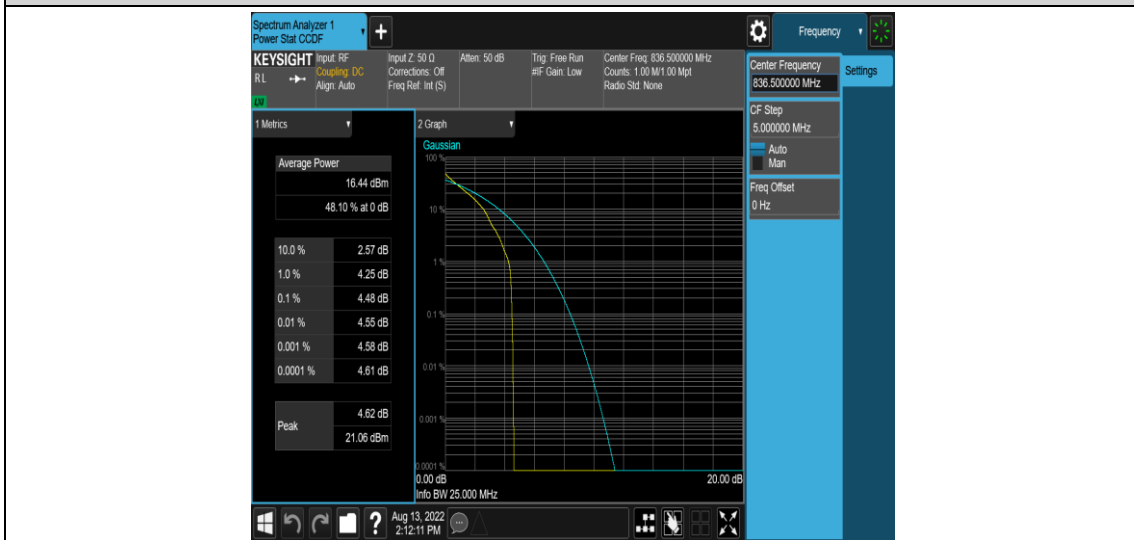 Spectrum Analyzer 1
Power Stat CCDF
+
Frequency
KEYSIGHT
RL
LXI
Input: RF
Coupling: DC
Align: Auto
Input Z: 50 Ω
Corrections: Off
Freq Ref: Int (S)
Atten: 50 dB
Trig: Free Run
#IF Gain: Low
Center Freq: 836.500000 MHz
Counts: 1.00 M/1.00 Mpt
Radio Std: None
Center Frequency
836.500000 MHz
Settings
CF Step
5.000000 MHz
Auto
Man
Freq Offset
0 Hz
1 Metrics
Average Power
16.44 dBm
48.10 % at 0 dB
10.0 % 2.57 dB
1.0 % 4.25 dB
0.1 % 4.48 dB
0.01 % 4.55 dB
0.001 % 4.58 dB
0.0001 % 4.61 dB
Peak
4.62 dB
21.06 dBm
2 Graph
Gaussian
100 %
10 %
1 %
0.1 %
0.01 %
0.001 %
0.0001 %
0.00 dB 20.00 dB
Info BW 25.000 MHz
?
Aug 13, 2022
2:12:11 PM